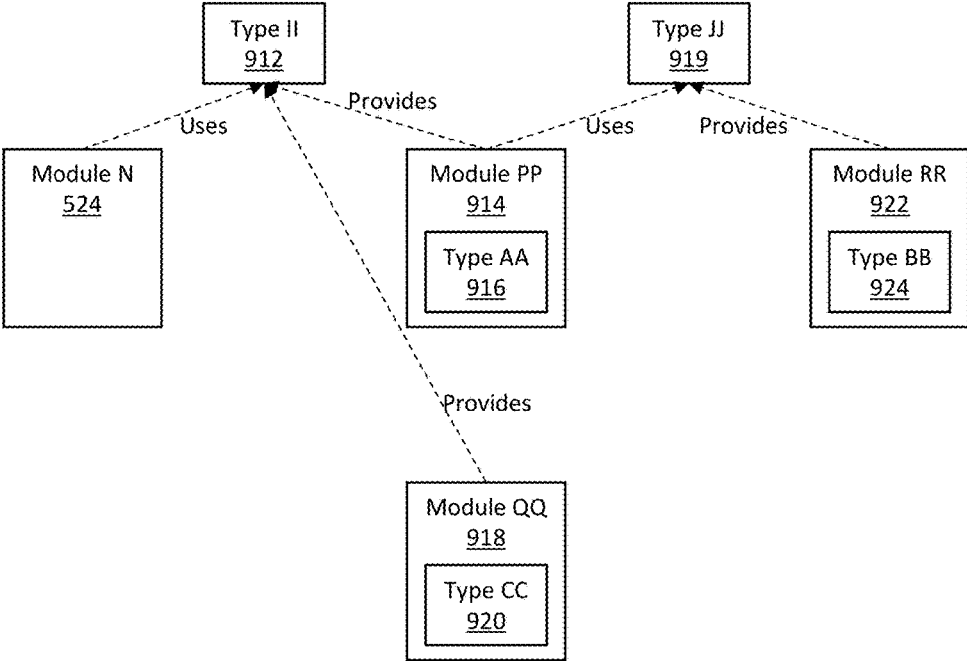 Type II
912
Type JJ
919
Provides
Uses
Uses
Provides
Module N
524
Module PP
914
Type AA
916
Module RR
922
Type BB
924
Provides
Module QQ
918
Type CC
920